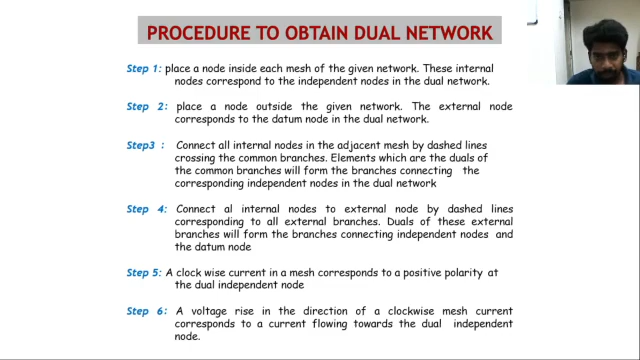 PROCEDURE TO OBTAIN DUAL NETWORK
Step 1: place a node inside each mesh of the given network. These internal
nodes correspond to the independent nodes in the dual network.
Step 2: place a node outside the given network. The external node
corresponds to the datum node in the dual network.
Step3 : Connect all internal nodes in the adjacent mesh by dashed lines
crossing the common branches. Elements which are the duals of
the common branches will form the branches connecting the
corresponding independent nodes in the dual network
Step 4: Connect al internal nodes to external node by dashed lines
corresponding to all external branches. Duals of these external
branches will form the branches connecting independent nodes and
the datum node
Step 5: A clock wise current in a mesh corresponds to a positive polarity at
the dual independent node
Step 6: A voltage rise in the direction of a clockwise mesh current
corresponds to a current flowing towards the dual independent
node.